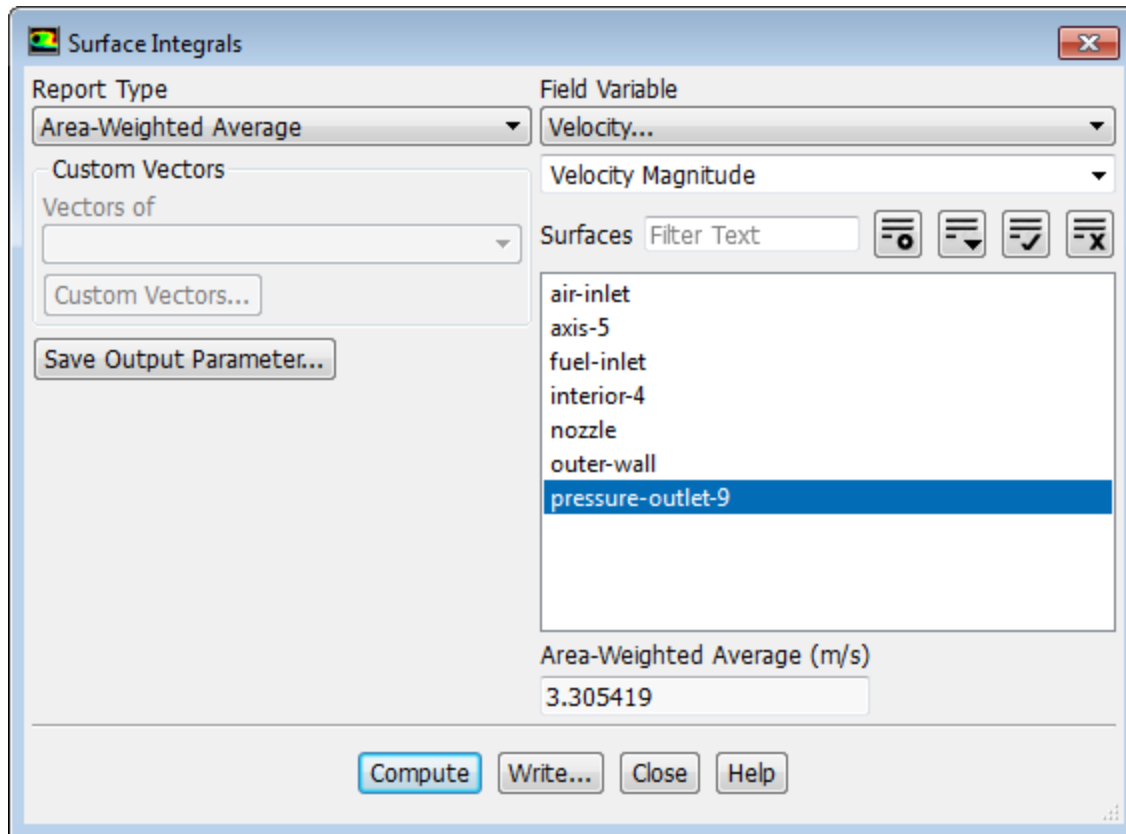 Surface Integrals
Report Type
Area-Weighted Average
Custom Vectors
Vectors of
Custom Vectors...
Save Output Parameter...
Field Variable
Velocity...
Velocity Magnitude
Surfaces Filter Text
air-inlet
axis-5
fuel-inlet
interior-4
nozzle
outer-wall
pressure-outlet-9
Area-Weighted Average (m/s)
3.305419
Compute Write... Close Help